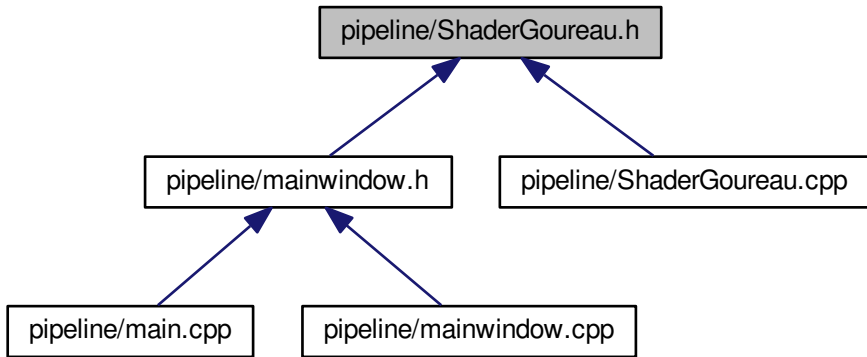 pipeline/ShaderGoureau.h
pipeline/mainwindow.h
pipeline/ShaderGoureau.cpp
pipeline/main.cpp
pipeline/mainwindow.cpp